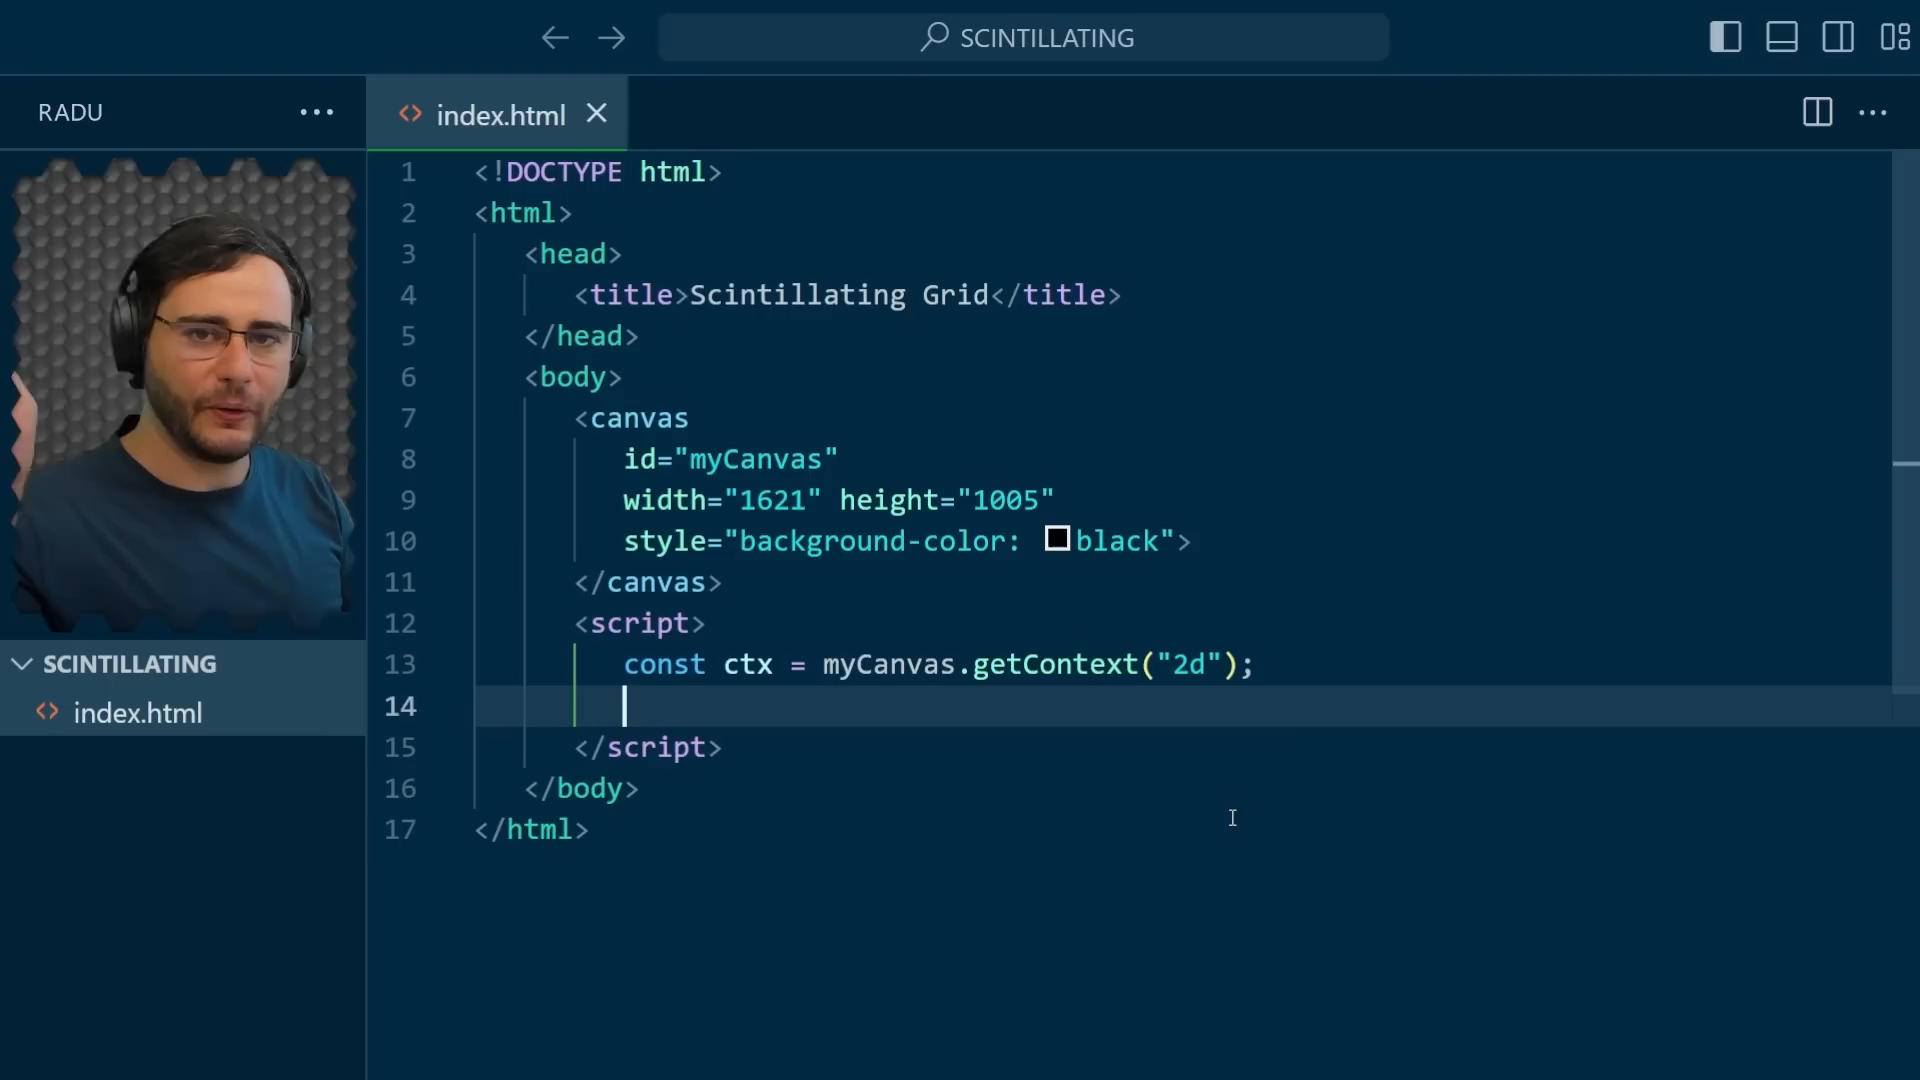 SCINTILLATING
RADU
index.html
1 <!DOCTYPE html>
2 <html>
3 <head>
4 <title>Scintillating Grid</title>
5 </head>
6 <body>
7 <canvas
8 id="myCanvas"
9 width="1621" height="1005"
10 style="background-color: black">
11 </canvas>
12 <script>
13 const ctx = myCanvas.getContext("2d");
14
15 </script>
16 </body>
17 </html>
SCINTILLATING
index.html